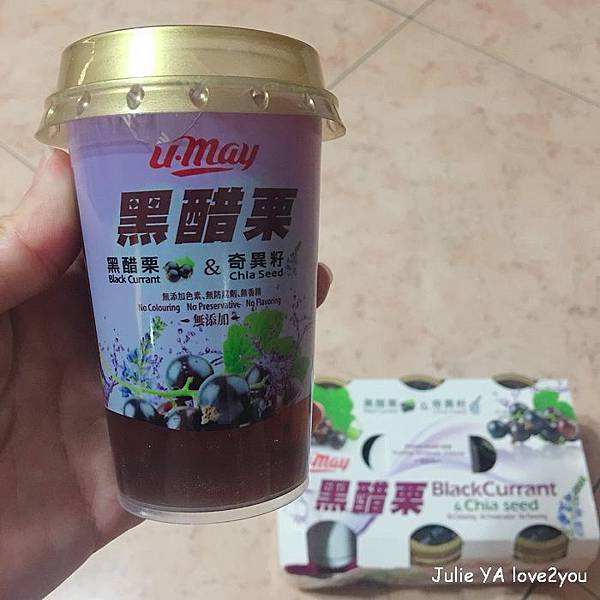 u·may
黑醋栗
黑醋栗 & 奇異籽
Black Currant Chia Seed
無添加色素、無防腐劑、無香精
No Colouring No Preservative No Flavoring
無添加
黑醋栗 & 奇異籽
u·may
黑醋栗 BlackCurrant
& Chia seed
Julie YA love2you